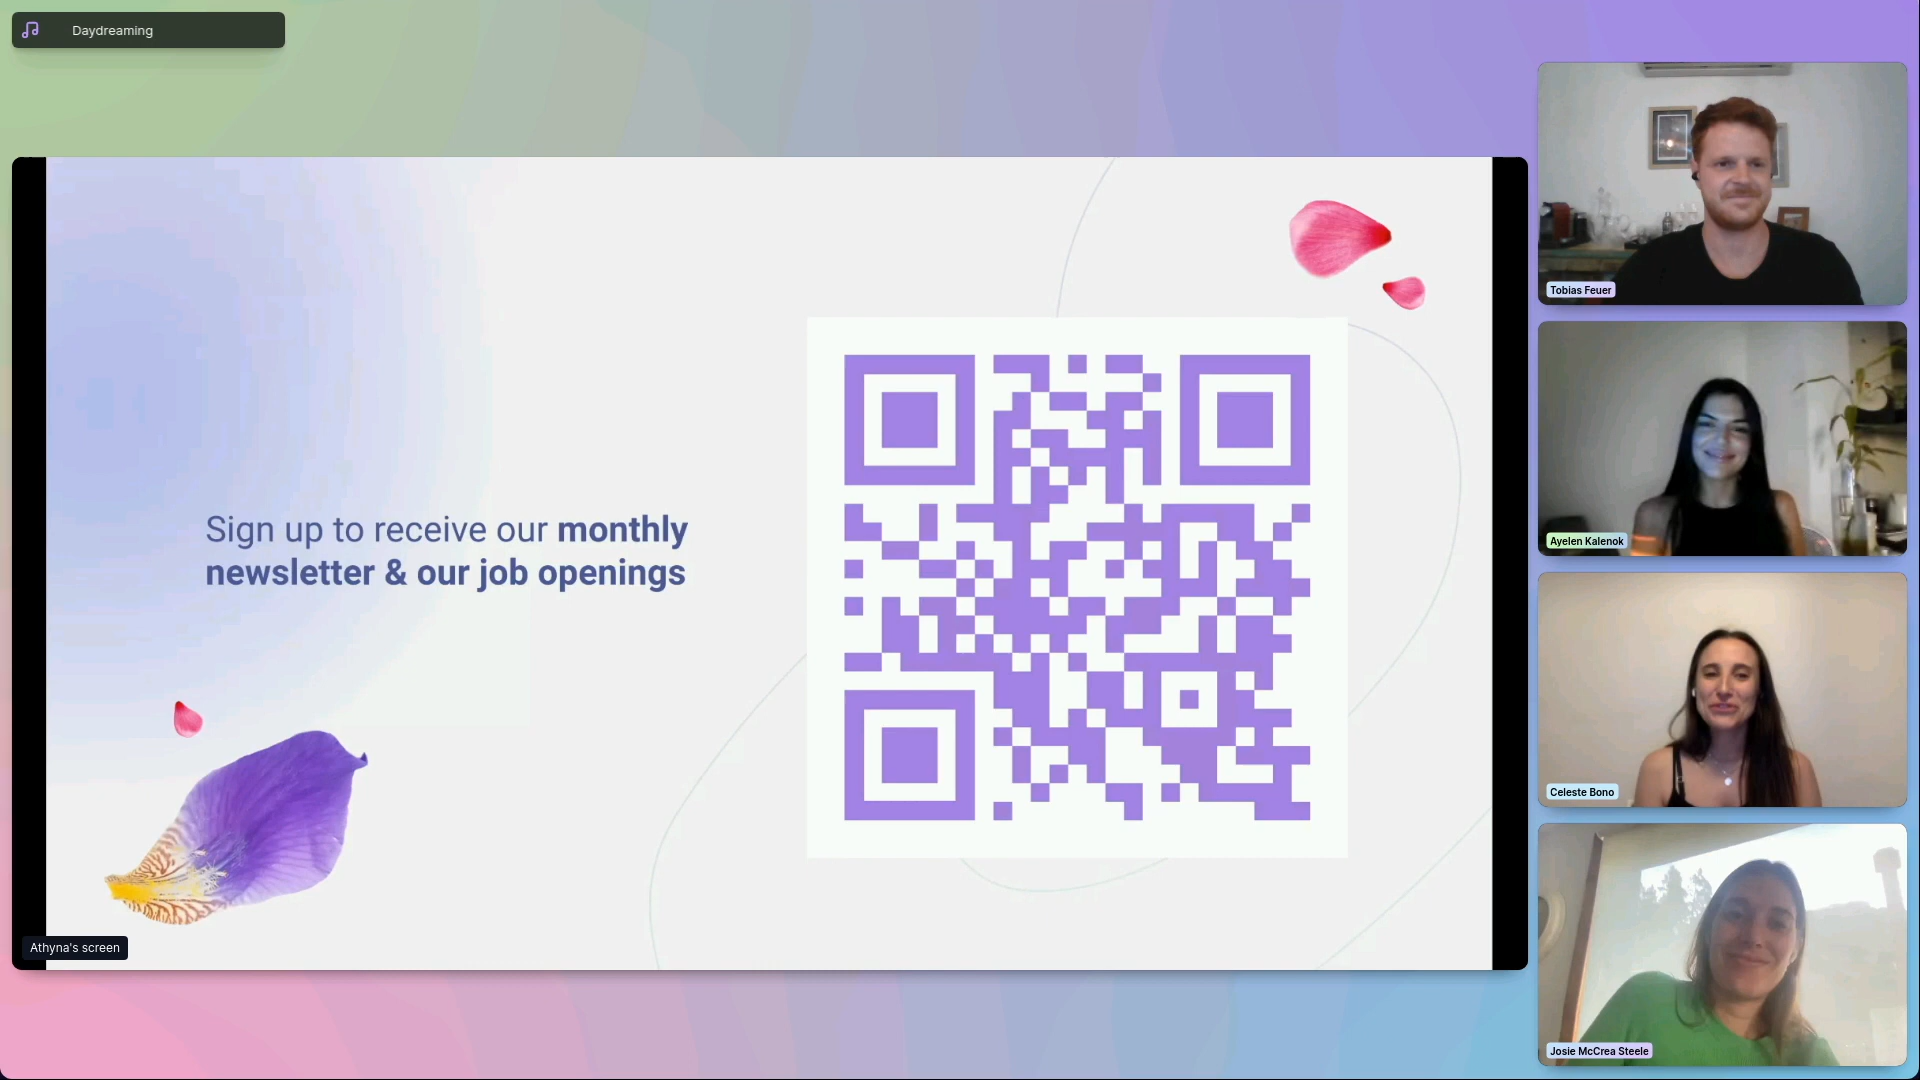 Daydreaming
Sign up to receive our monthly
newsletter & our job openings
Athyna's screen
Tobias Feuer
Ayelen Kalenok
Celeste Bono
Josie McCrea Steele